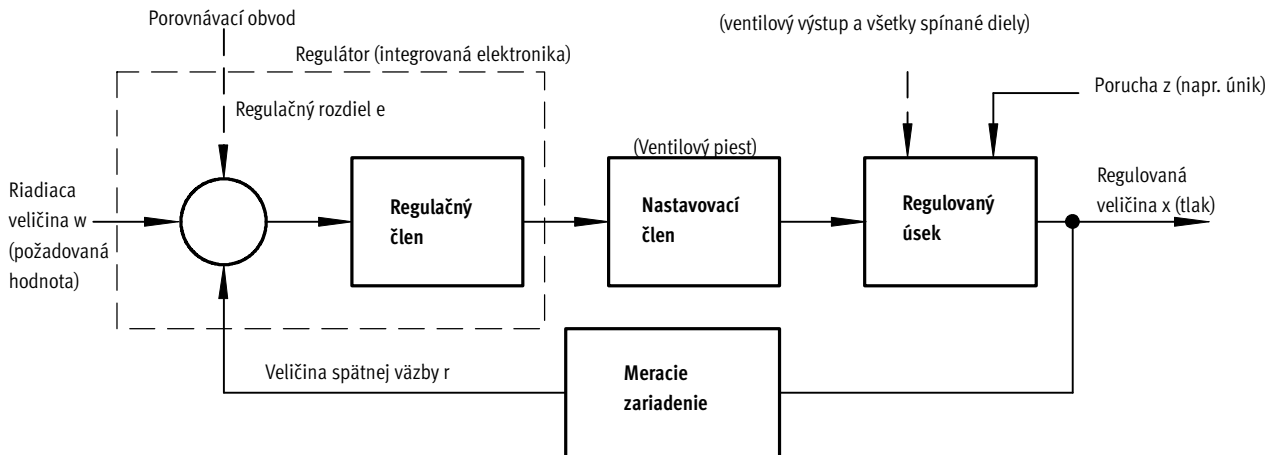 Porovnávací obvod
(ventilový výstup a všetky spínané diely)
Regulátor (integrovaná elektronika)
Porucha z (napr. únik)
Regulačný rozdiel e
(Ventilový piest)
Riadiaca
veličina w
(požadovaná
hodnota)
Regulačný
člen
Nastavovací
člen
Regulovaný
úsek
Regulovaná
veličina x (tlak)
Veličina spätnej väzby r
Meracie
zariadenie